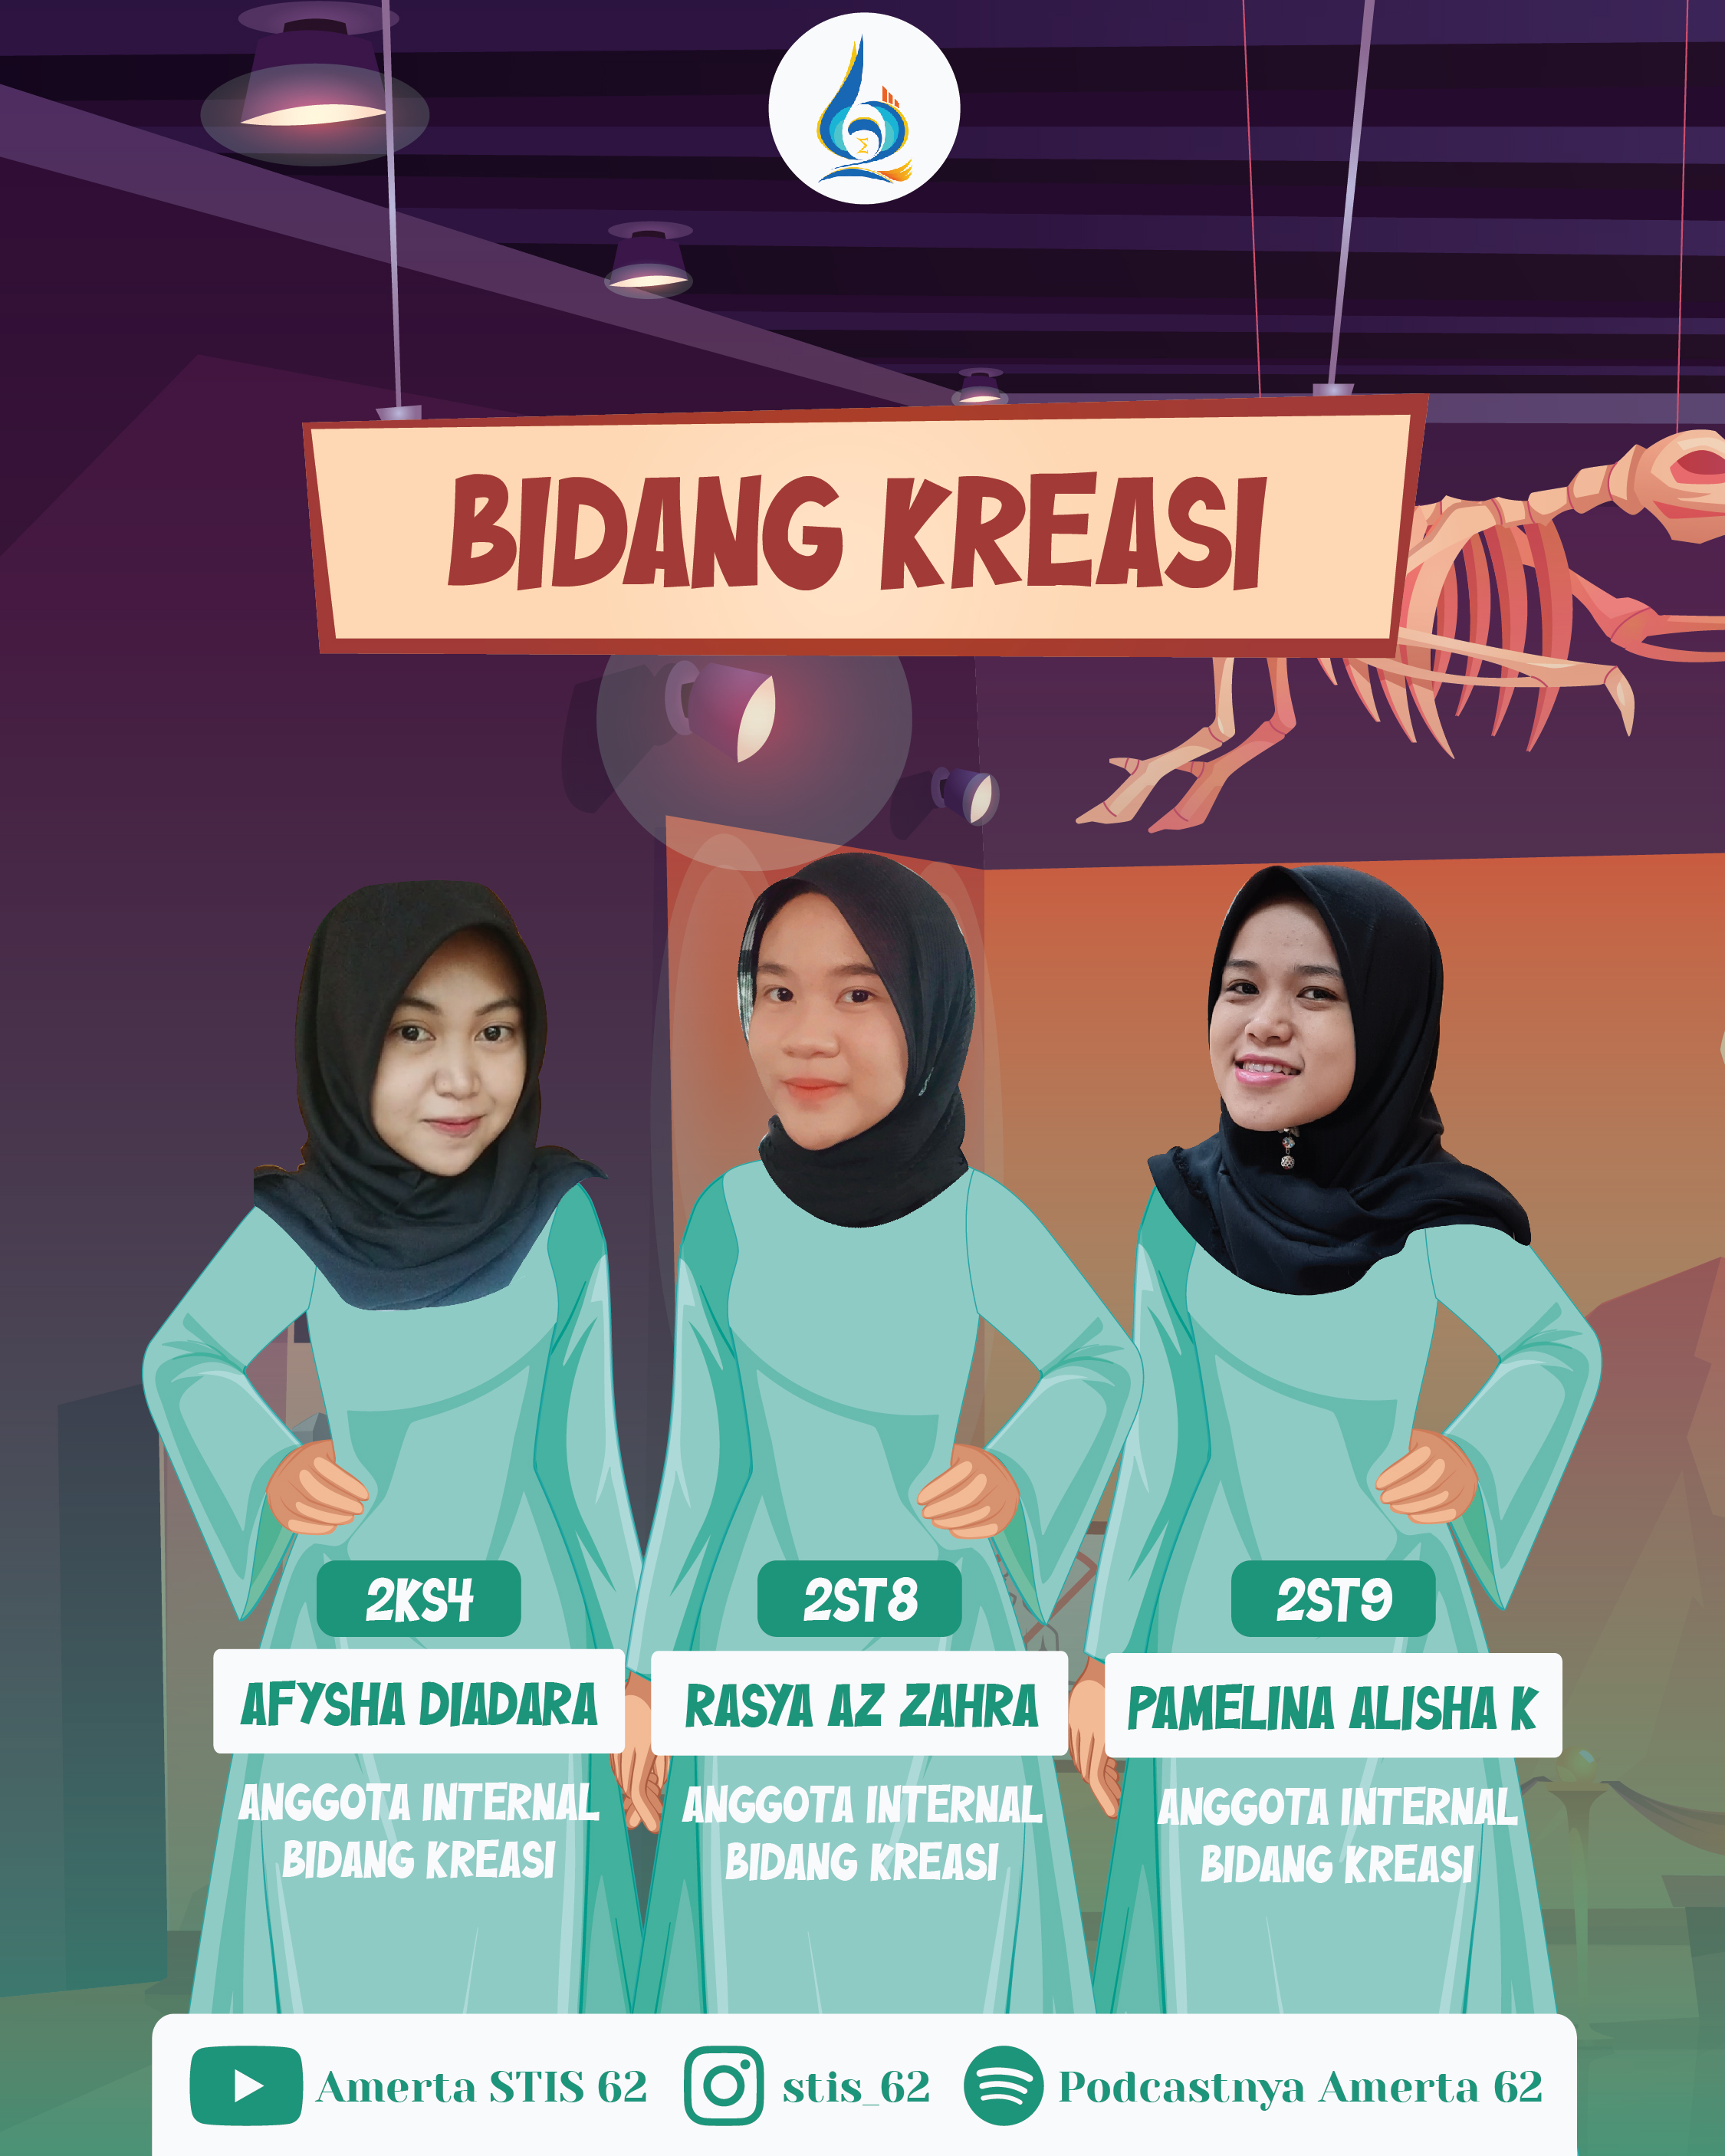 BIDANG KREASI
2KS4
AFYSHA DIADARA
ANGGOTA INTERNAL
BIDANG KREASI
2ST8
RASYA AZ ZAHRA
ANGGOTA INTERNAL
BIDANG KREASI
2ST9
PAMELINA ALISHA K
ANGGOTA INTERNAL
BIDANG KREASI
Amerta STIS 62
stis_62
Podcastnya Amerta 62